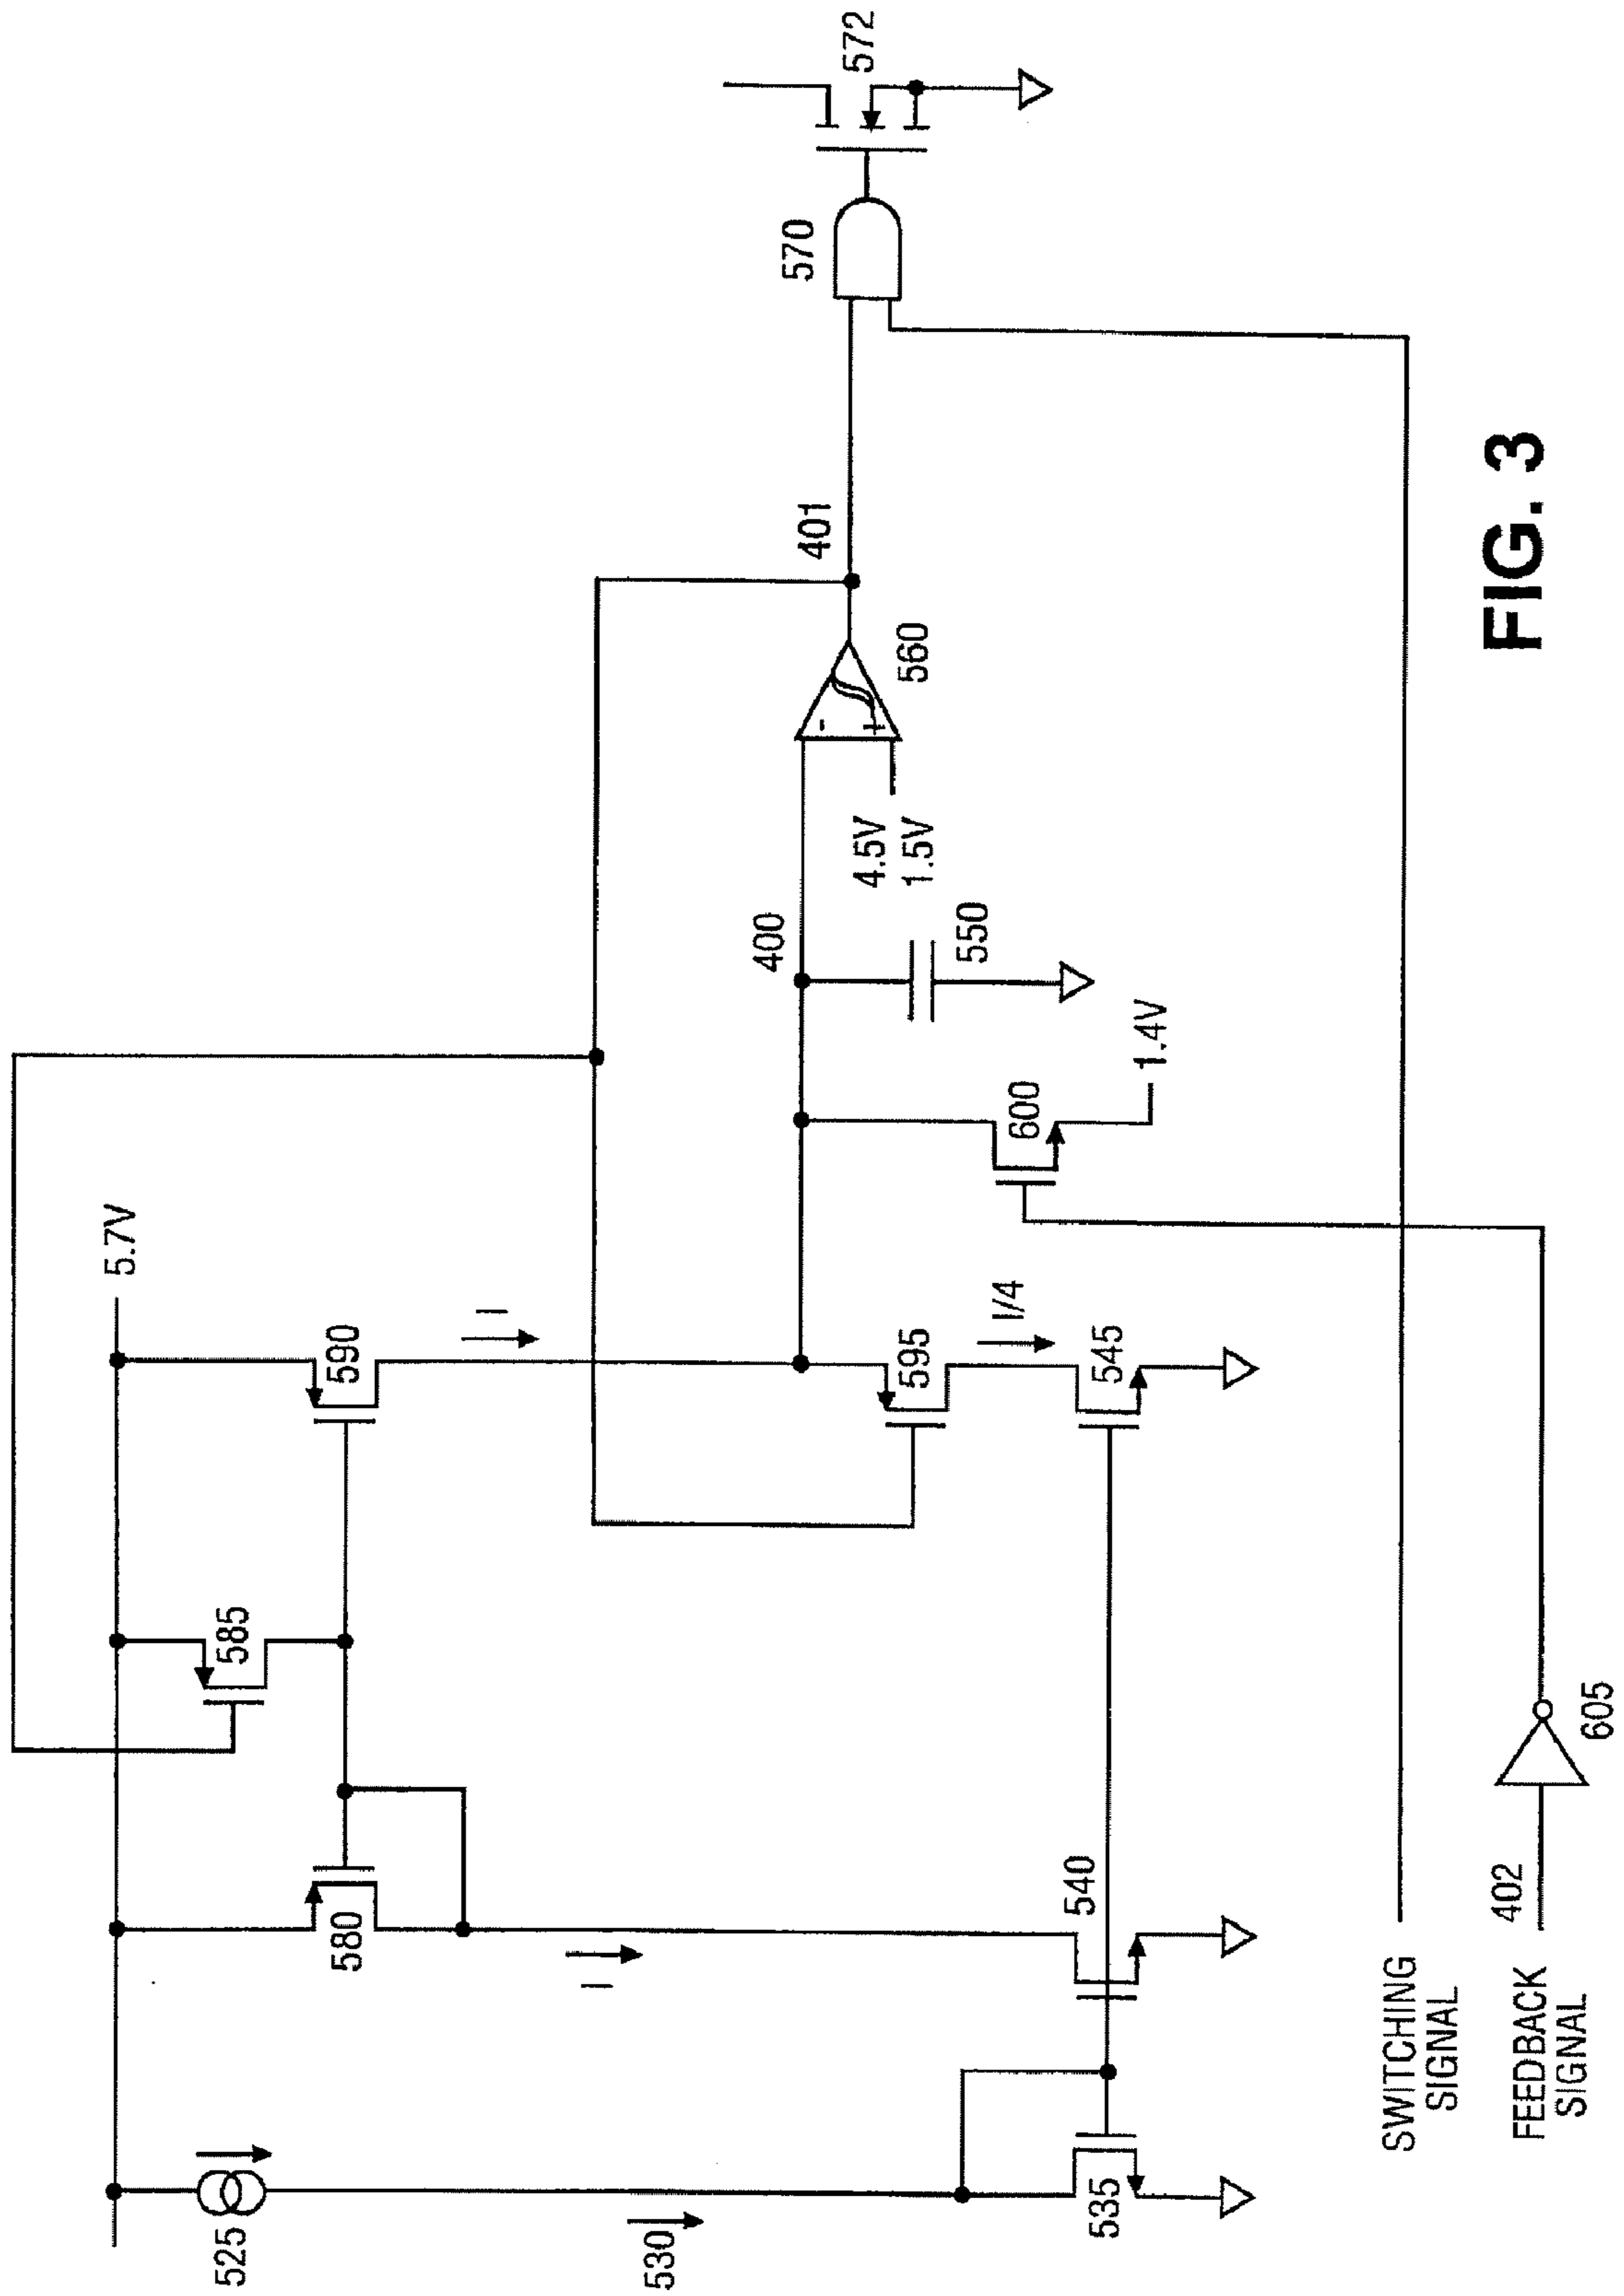 5.7V
525
530
580
I
585
590
I
535
540
595
I/4
545
600
1.4V
400
550
4.5V
1.5V
-
+
560
401
570
572
SWITCHING
SIGNAL
FEEDBACK
SIGNAL
402
605
FIG. 3